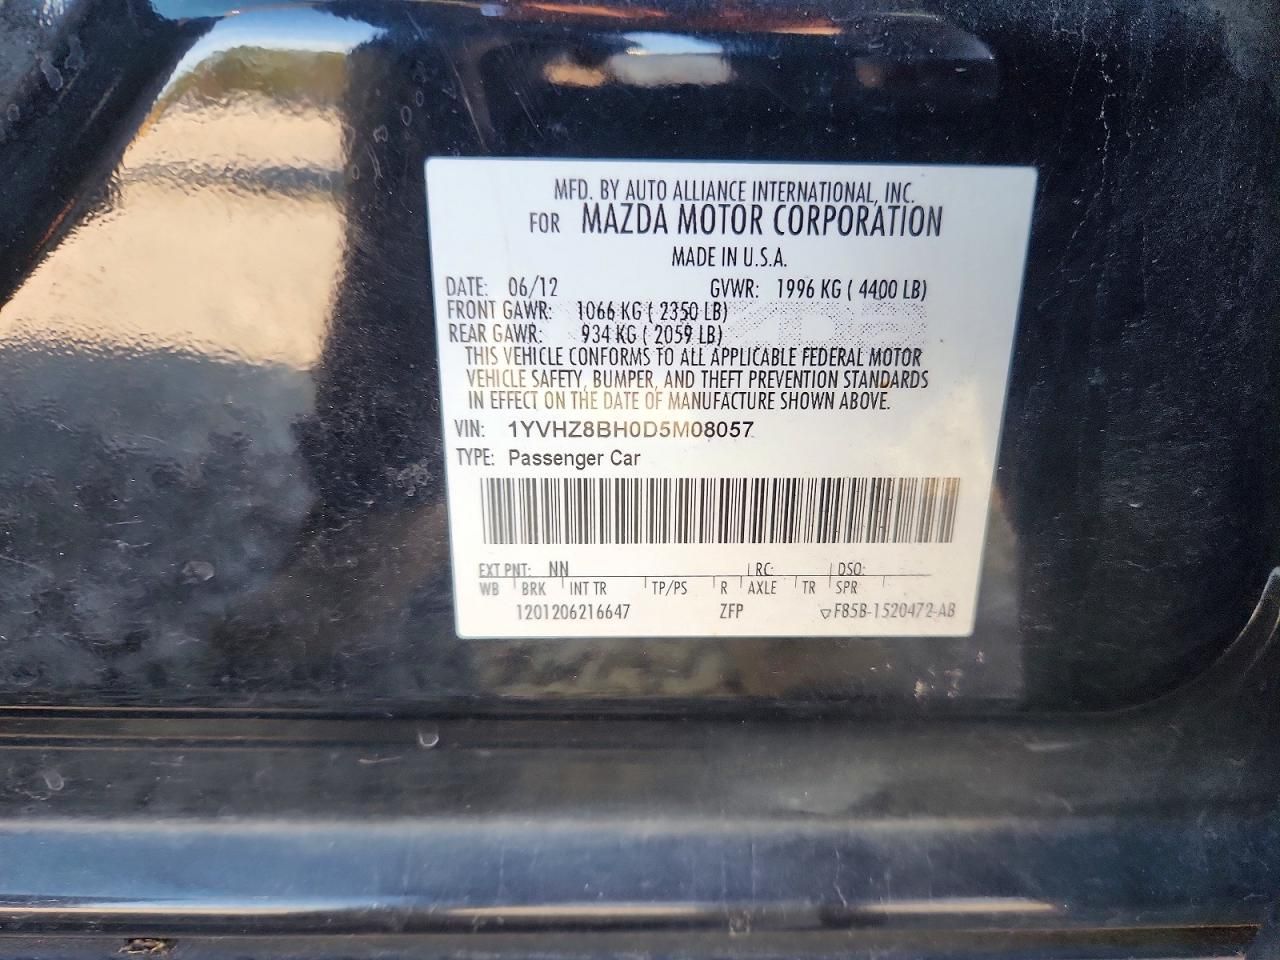 MFD. BY AUTO ALLIANCE INTERNATIONAL, INC.
FOR MAZDA MOTOR CORPORATION
MADE IN U.S.A.
DATE: 06/12 GVWR: 1996 KG ( 4400 LB)
FRONT GAWR: 1066 KG ( 2350 LB)
REAR GAWR: 934 KG ( 2059 LB)
THIS VEHICLE CONFORMS TO ALL APPLICABLE FEDERAL MOTOR
VEHICLE SAFETY, BUMPER, AND THEFT PREVENTION STANDARDS
IN EFFECT ON THE DATE OF MANUFACTURE SHOWN ABOVE.
VIN: 1YVHZ8BH0D5M08057
TYPE: Passenger Car
EXT PNT: NN RC: DSO:
WB BRK INT TR TP/PS R AXLE TR SPR
1201206216647 ZFP F85B-1520472-AB